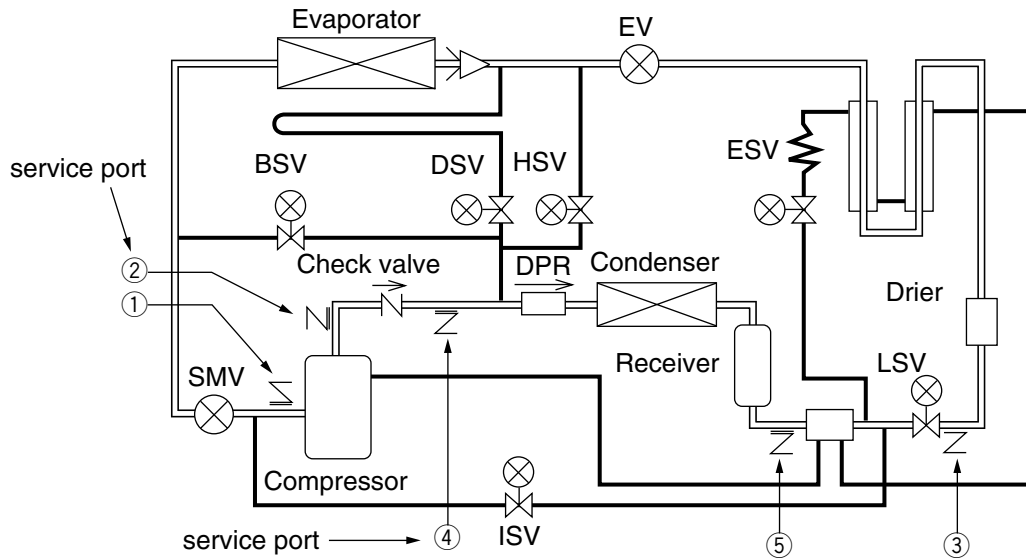 Evaporator
EV
BSV
DSV
HSV
ESV
service port
②
Check valve
DPR
Condenser
①
Drier
SMV
Receiver
LSV
Compressor
service port
④
ISV
⑤
③